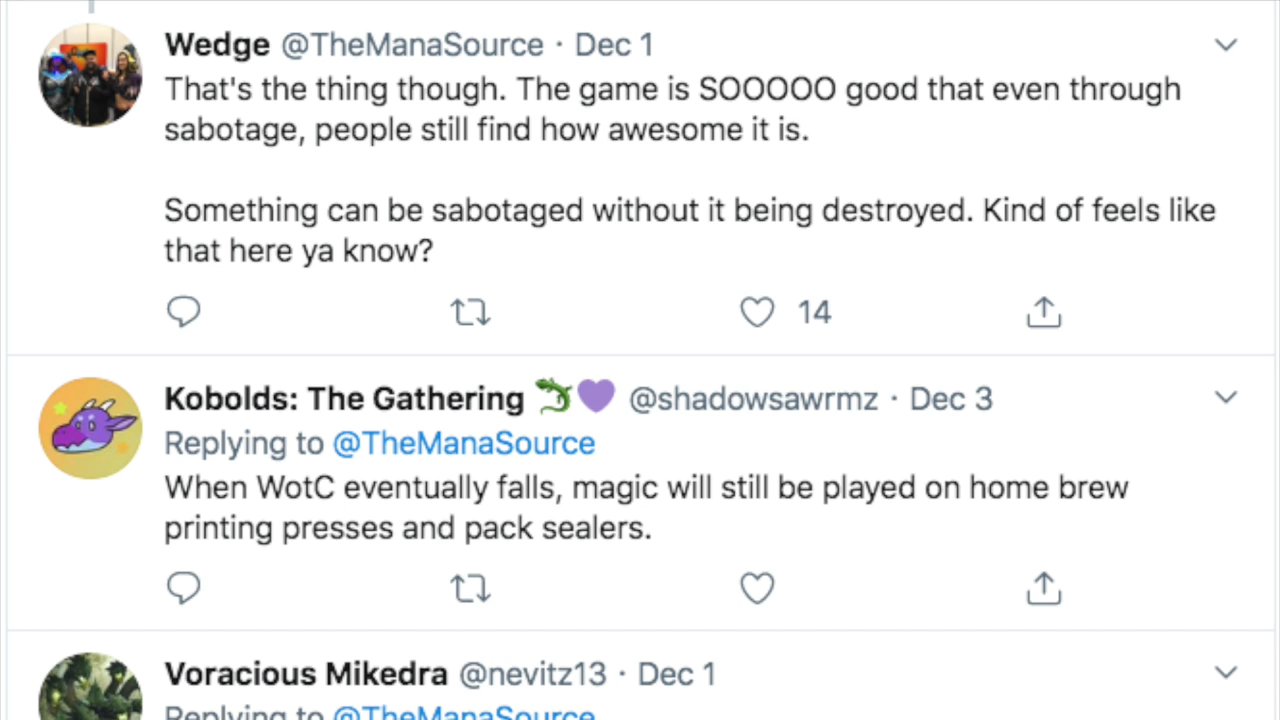 Wedge @TheManaSource · Dec 1
That's the thing though. The game is SOOOOO good that even through
sabotage, people still find how awesome it is.
Something can be sabotaged without it being destroyed. Kind of feels like
that here ya know?
14
Kobolds: The Gathering 🦎💜 @shadowsawrmz · Dec 3
Replying to @TheManaSource
When WotC eventually falls, magic will still be played on home brew
printing presses and pack sealers.
Voracious Mikedra @nevitz13 · Dec 1
Replying to @TheManaSource